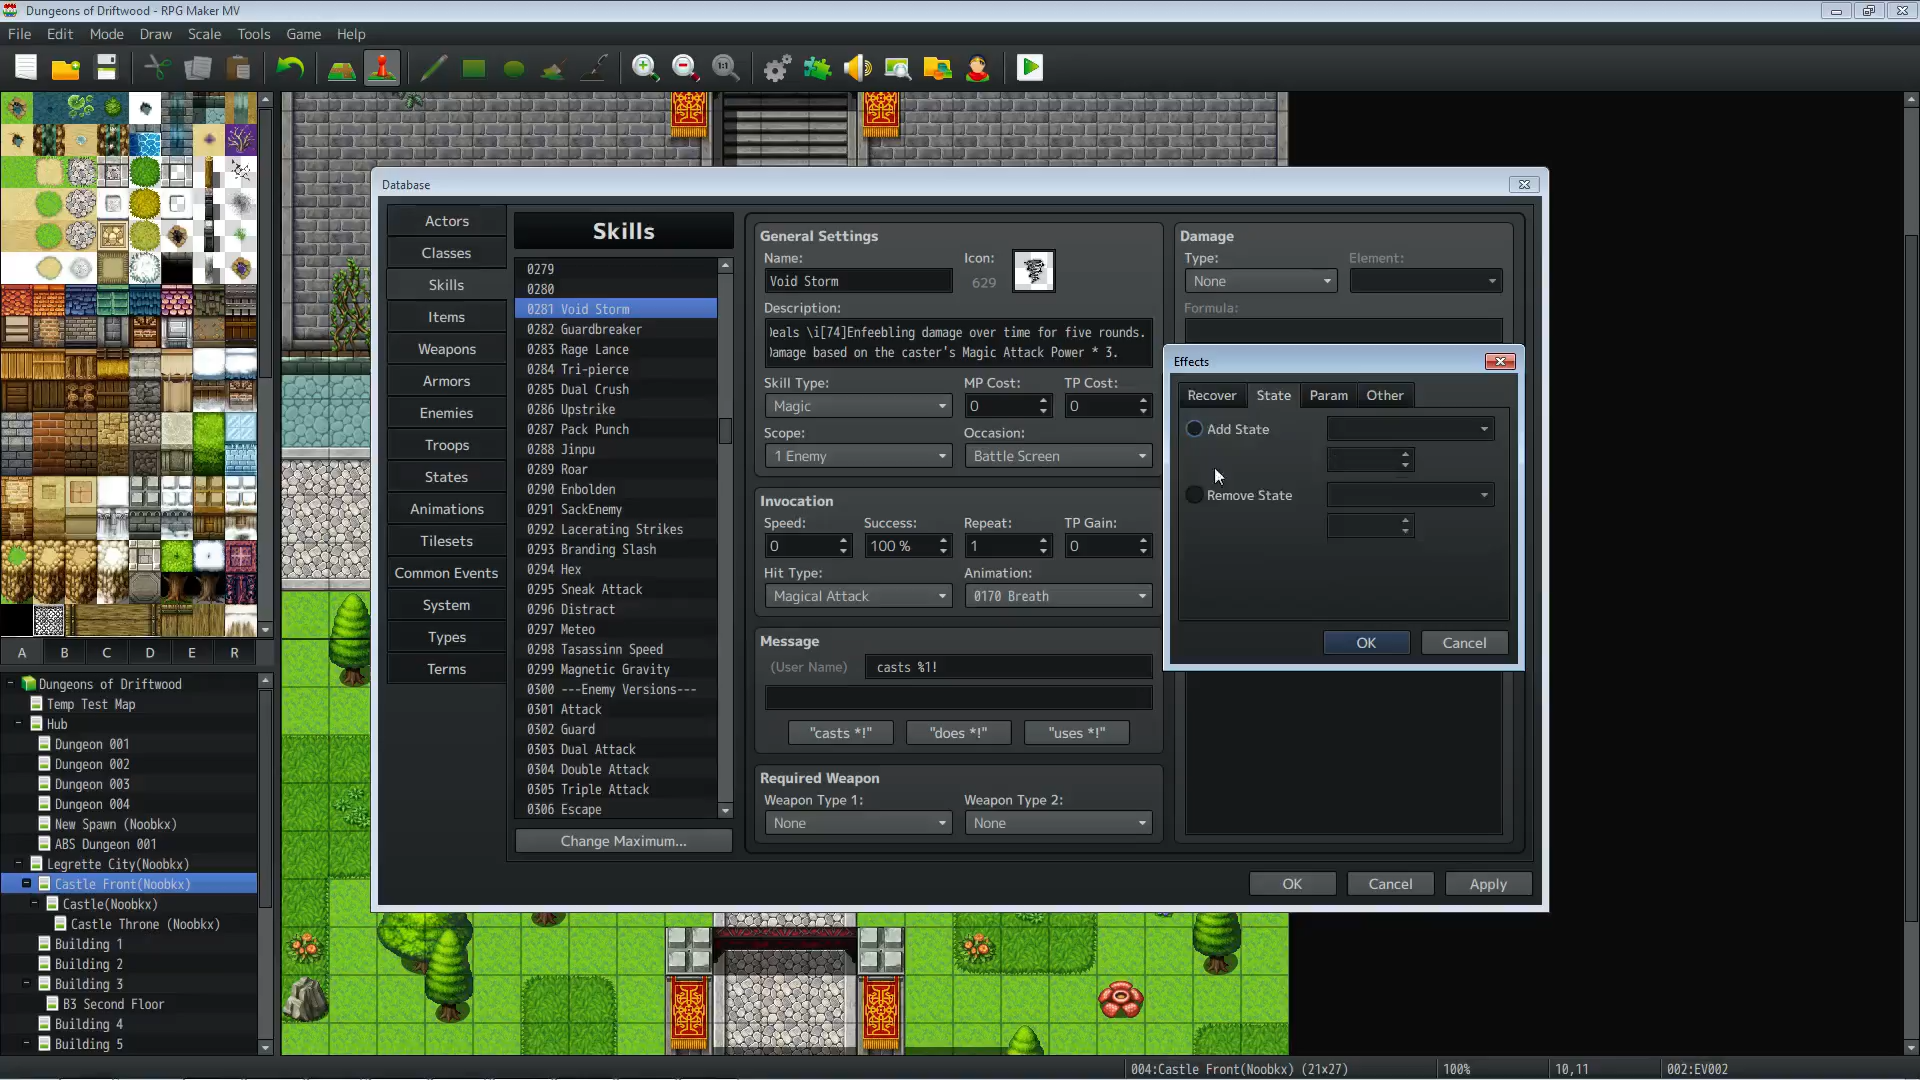 Dungeons of Driftwood - RPG Maker MV
File Edit Mode Draw Scale Tools Game Help
1:1
Database
Actors
Classes
Skills
Items
Weapons
Armors
Enemies
Troops
States
Animations
Tilesets
Common Events
System
Types
Terms
Skills
0279
0280
0281 Void Storm
0282 Guardbreaker
0283 Rage Lance
0284 Tri-pierce
0285 Dual Crush
0286 Upstrike
0287 Pack Punch
0288 Jinpu
0289 Roar
0290 Enbolden
0291 SackEnemy
0292 Lacerating Strikes
0293 Branding Slash
0294 Hex
0295 Sneak Attack
0296 Distract
0297 Meteo
0298 Tasassinn Speed
0299 Magnetic Gravity
0300 ---Enemy Versions---
0301 Attack
0302 Guard
0303 Dual Attack
0304 Double Attack
0305 Triple Attack
0306 Escape
Change Maximum...
General Settings
Name: Icon:
Void Storm 629
Description:
eals \i[74]Enfeebling damage over time for five rounds.
amage based on the caster's Magic Attack Power * 3.
Skill Type: MP Cost: TP Cost:
Magic 0 0
Scope: Occasion:
1 Enemy Battle Screen
Invocation
Speed: Success: Repeat: TP Gain:
0 100 % 1 0
Hit Type: Animation:
Magical Attack 0170 Breath
Message
(User Name) casts %1!
"casts *!" "does *!" "uses *!"
Required Weapon
Weapon Type 1: Weapon Type 2:
None None
Damage
Type: Element:
None
Formula:
Effects
Recover State Param Other
Add State
Remove State
OK Cancel
OK Cancel Apply
A B C D E R
Dungeons of Driftwood
Temp Test Map
Hub
Dungeon 001
Dungeon 002
Dungeon 003
Dungeon 004
New Spawn (Noobkx)
ABS Dungeon 001
Legrette City(Noobkx)
Castle Front(Noobkx)
Castle(Noobkx)
Castle Throne (Noobkx)
Building 1
Building 2
Building 3
B3 Second Floor
Building 4
Building 5
004:Castle Front(Noobkx) (21x27) 100% 10,11 002:EV002